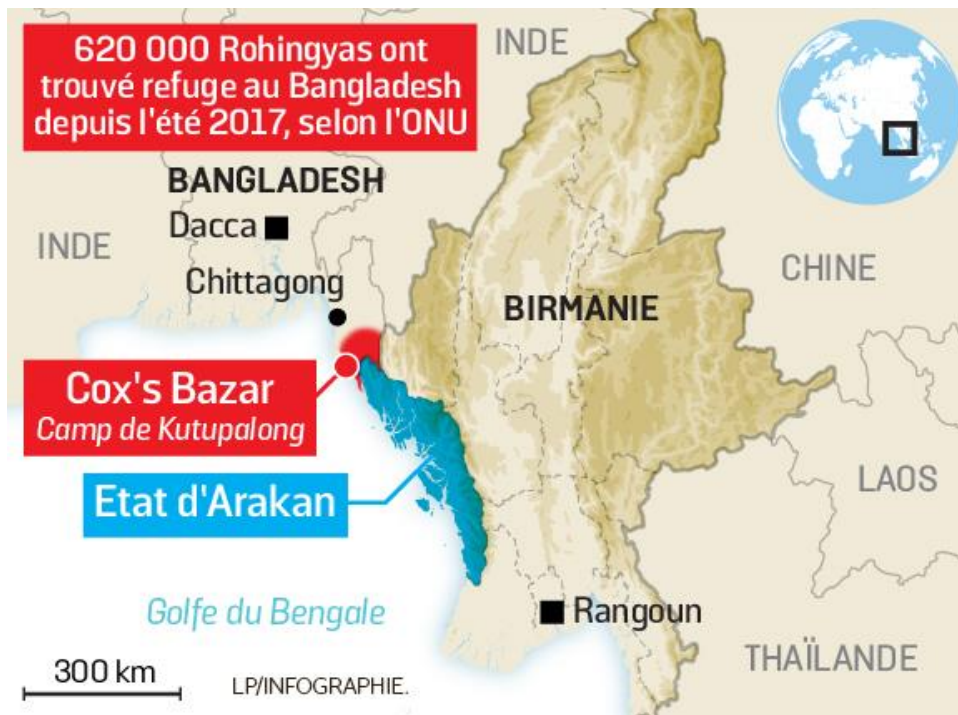 620 000 Rohingyas ont
trouvé refuge au Bangladesh
depuis l'été 2017, selon l'ONU
INDE
BANGLADESH
Dacca
INDE
Chittagong
CHINE
BIRMANIE
Cox's Bazar
Camp de Kutupalong
LAOS
Etat d'Arakan
Golfe du Bengale
Rangoun
THAÏLANDE
300 km
LP/INFOGRAPHIE.